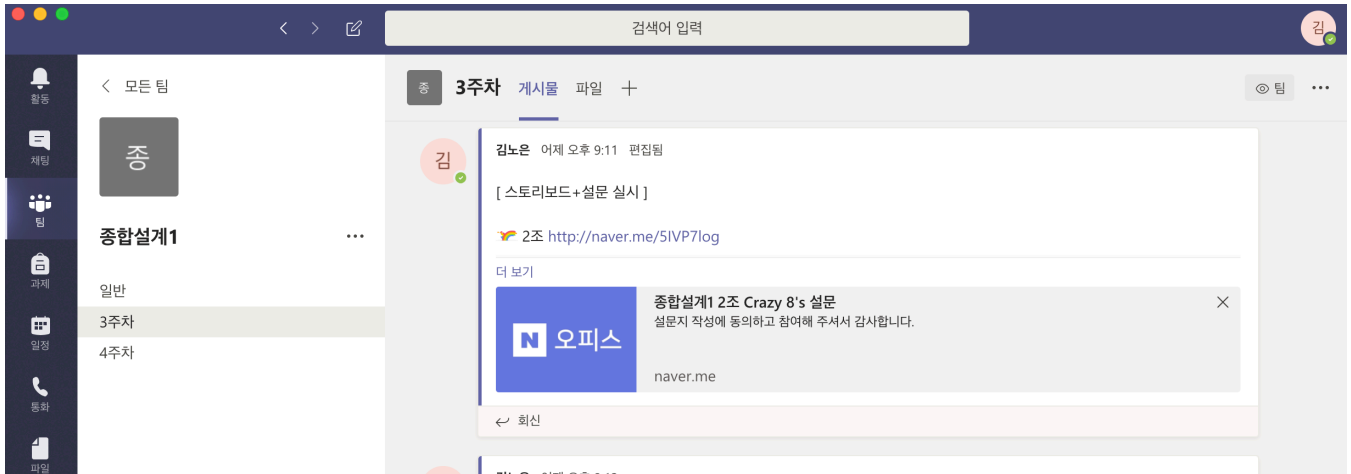 검색어 입력
김
활동
채팅
팀
과제
일정
통화
파일
모든 팀
종
종합설계1
일반
3주차
4주차
종
3주차 게시물 파일
팀
김
김노은 어제 오후 9:11 편집됨
[ 스토리보드+설문 실시 ]
2조 http://naver.me/5IVP7log
더 보기
N 오피스
종합설계1 2조 Crazy 8's 설문
설문지 작성에 동의하고 참여해 주셔서 감사합니다.
naver.me
회신